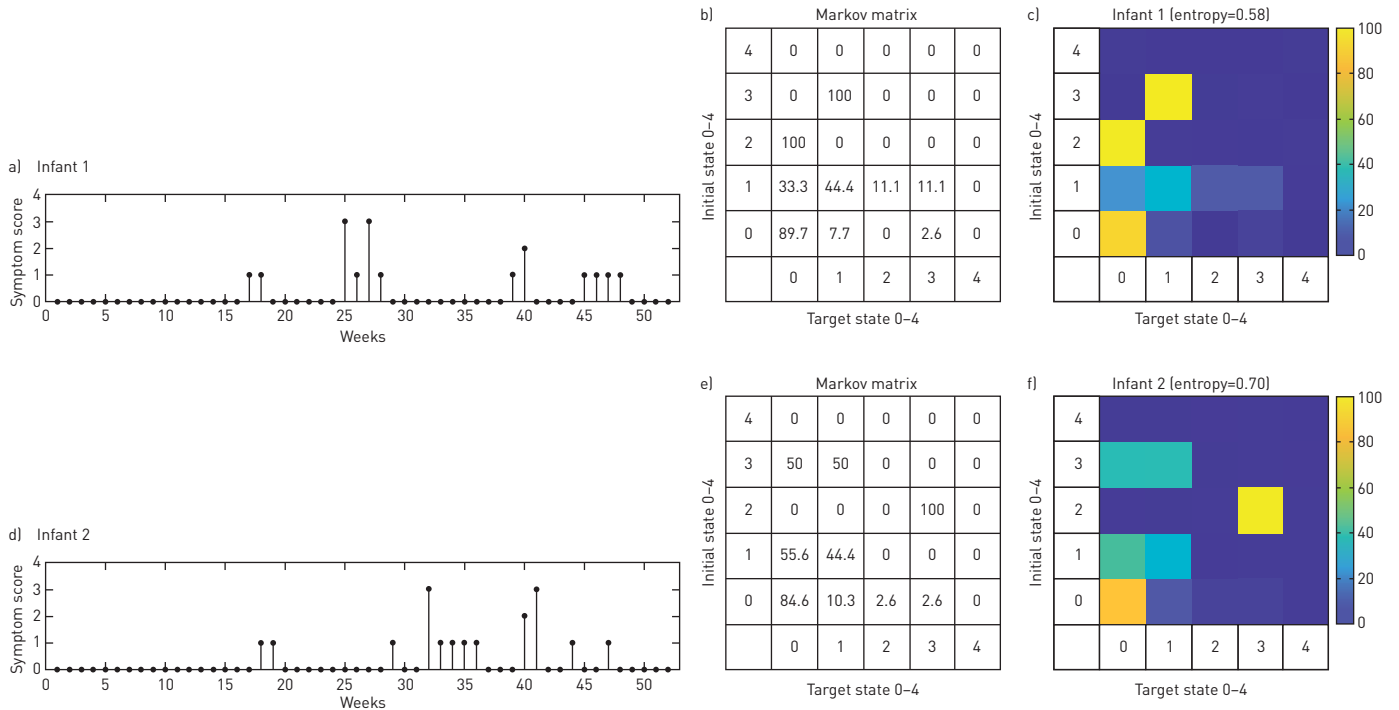 a) Infant 1
Symptom score
4
3
2
1
0
0 5 10 15 20 25 30 35 40 45 50
Weeks
b) Markov matrix
Initial state 0–4
4 0 0 0 0 0
3 0 100 0 0 0
2 100 0 0 0 0
1 33.3 44.4 11.1 11.1 0
0 89.7 7.7 0 2.6 0
0 1 2 3 4
Target state 0–4
c) Infant 1 (entropy=0.58)
Initial state 0–4
4
3
2
1
0
0 1 2 3 4
Target state 0–4
100
80
60
40
20
0
d) Infant 2
Symptom score
4
3
2
1
0
0 5 10 15 20 25 30 35 40 45 50
Weeks
e) Markov matrix
Initial state 0–4
4 0 0 0 0 0
3 50 50 0 0 0
2 0 0 0 100 0
1 55.6 44.4 0 0 0
0 84.6 10.3 2.6 2.6 0
0 1 2 3 4
Target state 0–4
f) Infant 2 (entropy=0.70)
Initial state 0–4
4
3
2
1
0
0 1 2 3 4
Target state 0–4
100
80
60
40
20
0